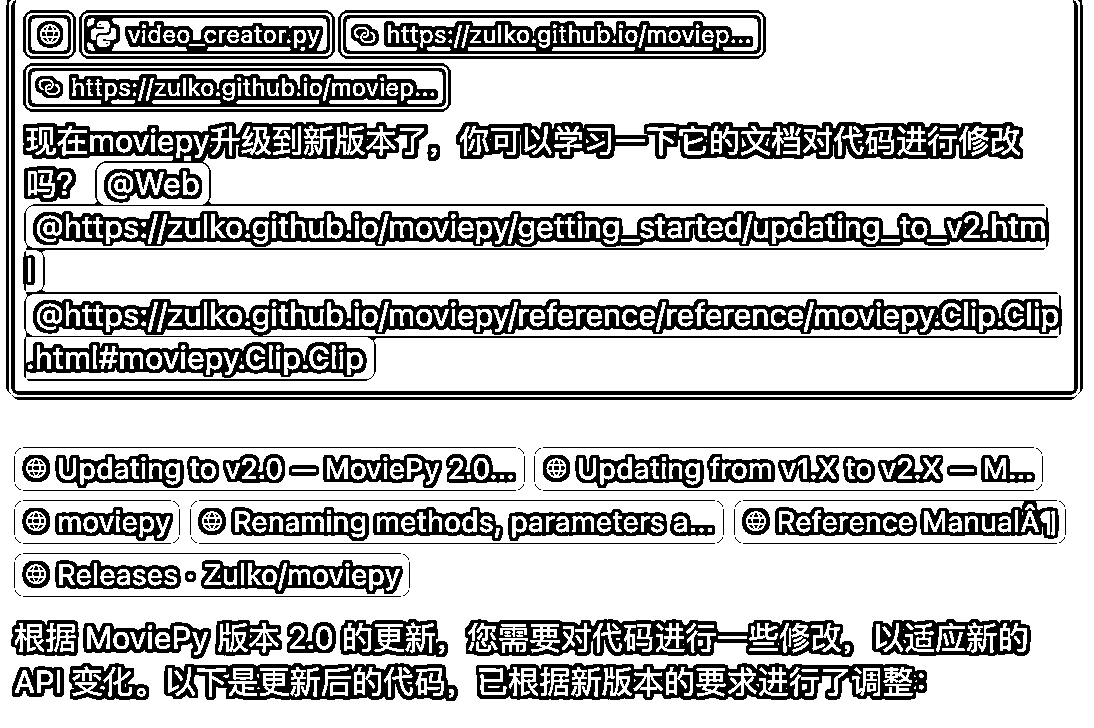 video_creator.py https://zulko.github.io/moviep...
https://zulko.github.io/moviep...
现在moviepy升级到新版本了，你可以学习一下它的文档对代码进行修改
吗？ @Web
@https://zulko.github.io/moviepy/getting_started/updating_to_v2.htm
l
@https://zulko.github.io/moviepy/reference/reference/moviepy.Clip.Clip
.html#moviepy.Clip.Clip
Updating to v2.0 — MoviePy 2.0... Updating from v1.X to v2.X — M...
moviepy Renaming methods, parameters a... Reference ManualÂ¶
Releases · Zulko/moviepy
根据 MoviePy 版本 2.0 的更新，您需要对代码进行一些修改，以适应新的
API 变化。以下是更新后的代码，已根据新版本的要求进行了调整：